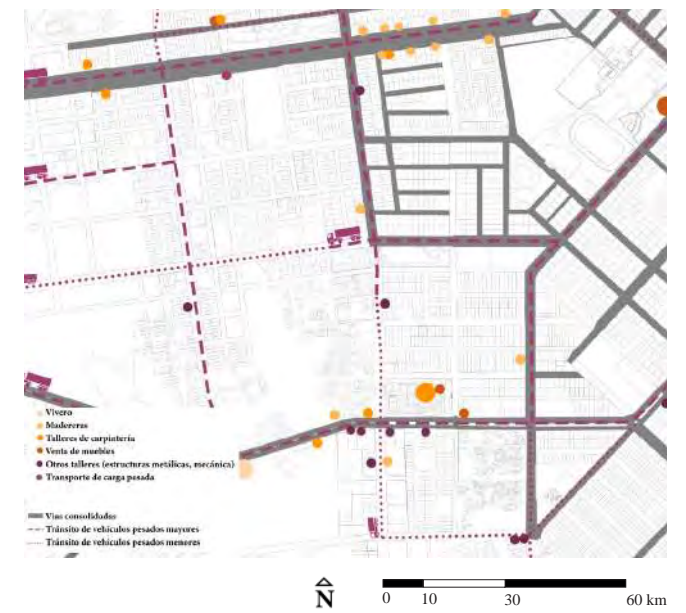 Vivero
Madereras
Talleres de carpintería
Venta de muebles
Otros talleres (estructuras metálicas, mecánica)
Transporte de carga pesada
Vías consolidadas
Tránsito de vehículos pesados mayores
Tránsito de vehículos pesados menores
N
0 10 30 60 km